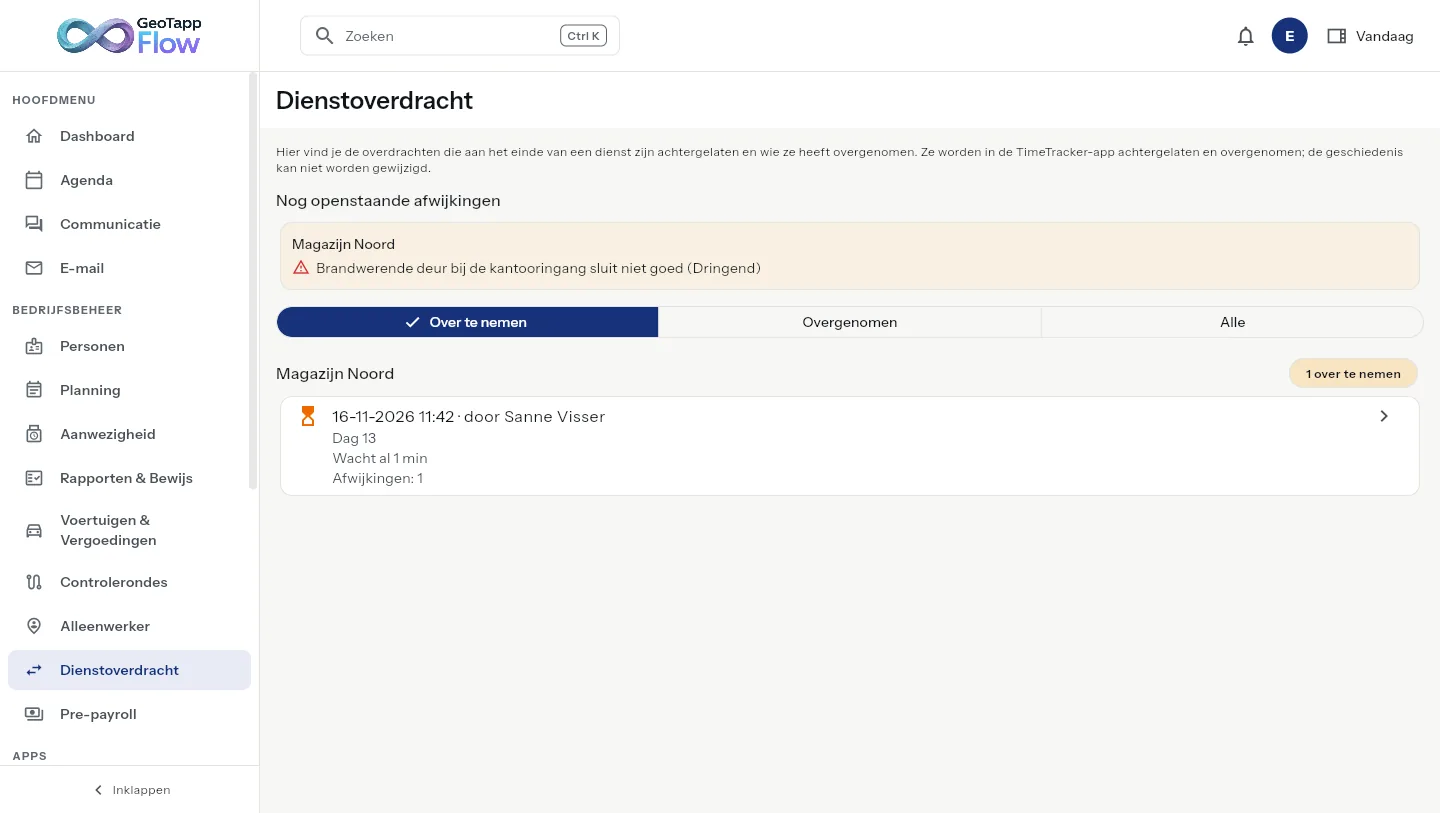 GeoTapp
Flow
Zoeken
Ctrl K
E
Vandaag
HOOFDMENU
Dashboard
Agenda
Communicatie
E-mail
BEDRIJFSBEHEER
Personen
Planning
Aanwezigheid
Rapporten & Bewijs
Voertuigen &
Vergoedingen
Controlerondes
Alleenwerker
Dienstoverdracht
Pre-payroll
APPS
Inklappen
Dienstoverdracht
Hier vind je de overdrachten die aan het einde van een dienst zijn achtergelaten en wie ze heeft overgenomen. Ze worden in de TimeTracker-app achtergelaten en overgenomen; de geschiedenis
kan niet worden gewijzigd.
Nog openstaande afwijkingen
Magazijn Noord
Brandwerende deur bij de kantooringang sluit niet goed (Dringend)
Over te nemen
Overgenomen
Alle
Magazijn Noord
1 over te nemen
16-11-2026 11:42 · door Sanne Visser
Dag 13
Wacht al 1 min
Afwijkingen: 1